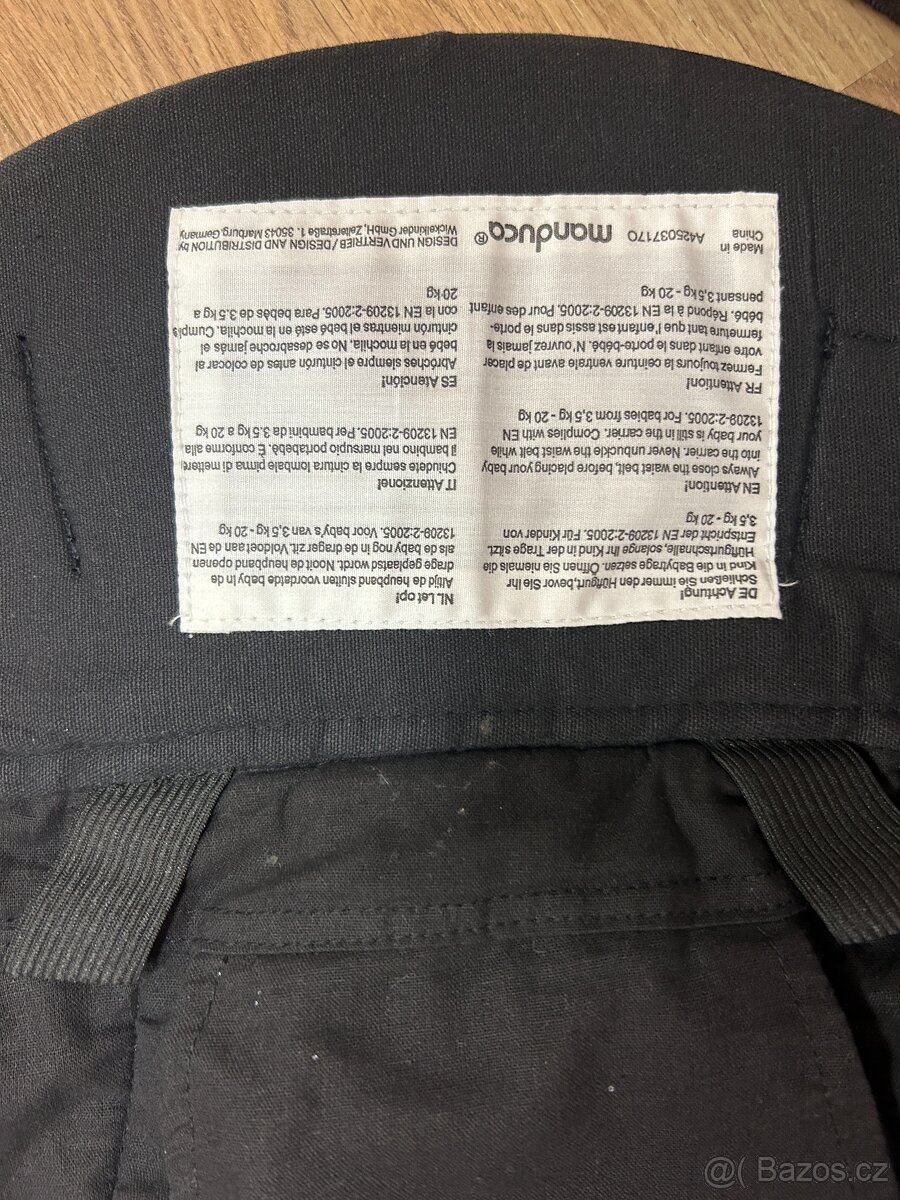 DE Achtung!
Schließen Sie immer den Hüftgurt,bevor Sie Ihr
Kind in die Babytrage setzen. Öffnen Sie niemals die
Hüftgurtschnalle, solange Ihr Kind in der Trage sitzt.
Entspricht der EN 13209-2:2005. Für Kinder von
3,5 kg - 20 kg
EN Attention!
Always close the waist belt, before placing your baby
into the carrier. Never unbuckle the waist belt while
your baby is still in the carrier. Complies with EN
13209-2:2005. For babies from 3,5 kg - 20 kg
FR Attention!
Fermez toujours la ceinture ventrale avant de placer
votre enfant dans le porte-bébé. N'ouvrez jamais la
fermeture tant que l'enfant est assis dans le porte-
bébé. Répond à la EN 13209-2:2005. Pour des enfant
pensant 3,5 kg - 20 kg
NL Let op!
Altijd de heupband sluiten voordatde baby in de
drage geplaatsd wordt. Nooit de haupband openen
als de baby nog in de drager zit. Voldoet aan de EN
13209-2:2005. Voor baby's van 3,5 kg - 20 kg
IT Attenzione!
Chiudete sempre la cintura lombale pirma di mettere
il bambino nel marsupio portabebè. È conforme alla
EN 13209-2:2005. Per bambini da 3.5 kg a 20 kg
ES Atención!
Abróches siempre el cinturón antes de colocar al
bebé en la mochila. No se desabroche jamás el
cinturón mientras el bebé está en la mochila. Cumpl
con la EN 13209-2:2005. Para bébés de 3.5 kg a
20 kg
Made in
China
A425037170
manduca®
DESIGN UND VERTRIEB / DESIGN AND DISTRIBUTION by
Wickelkinder GmbH, Zeilerstraße 1, 35043 Marburg, Germany
@( Bazos.cz